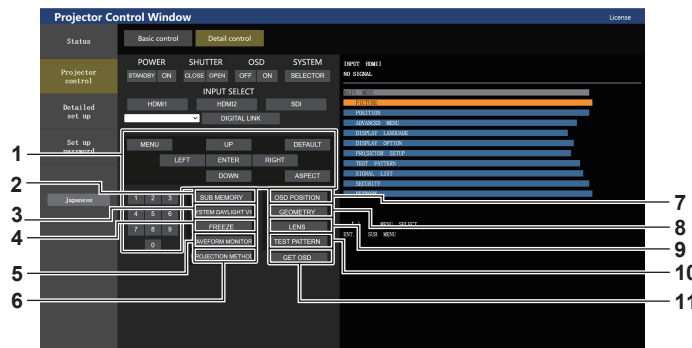 Projector Control Window
License
Status
Basic control
Detail control
POWER
SHUTTER
OSD
SYSTEM
STANDBY
ON
CLOSE
OPEN
OFF
ON
SELECTOR
INPUT SELECT
HDMI1
HDMI2
SDI
DIGITAL LINK
Projector
control
Detailed
set up
Set up
password
Japanese
MENU
UP
DEFAULT
LEFT
ENTER
RIGHT
DOWN
ASPECT
1 2 3
4 5 6
7 8 9
0
SUB MEMORY
SYSTEM DAYLIGHT VI
FREEZE
WAVEFORM MONITOR
PROJECTION METHOD
OSD POSITION
GEOMETRY
LENS
TEST PATTERN
GET OSD
INPUT HDMI1
NO SIGNAL
MAIN MENU
PICTURE
POSITION
ADVANCED MENU
DISPLAY LANGUAGE
DISPLAY OPTION
PROJECTOR SETUP
TEST PATTERN
SIGNAL LIST
SECURITY
NETWORK
MENU SELECT
ENT. SUB MENU
1
2
3
4
5
6
7
8
9
10
11